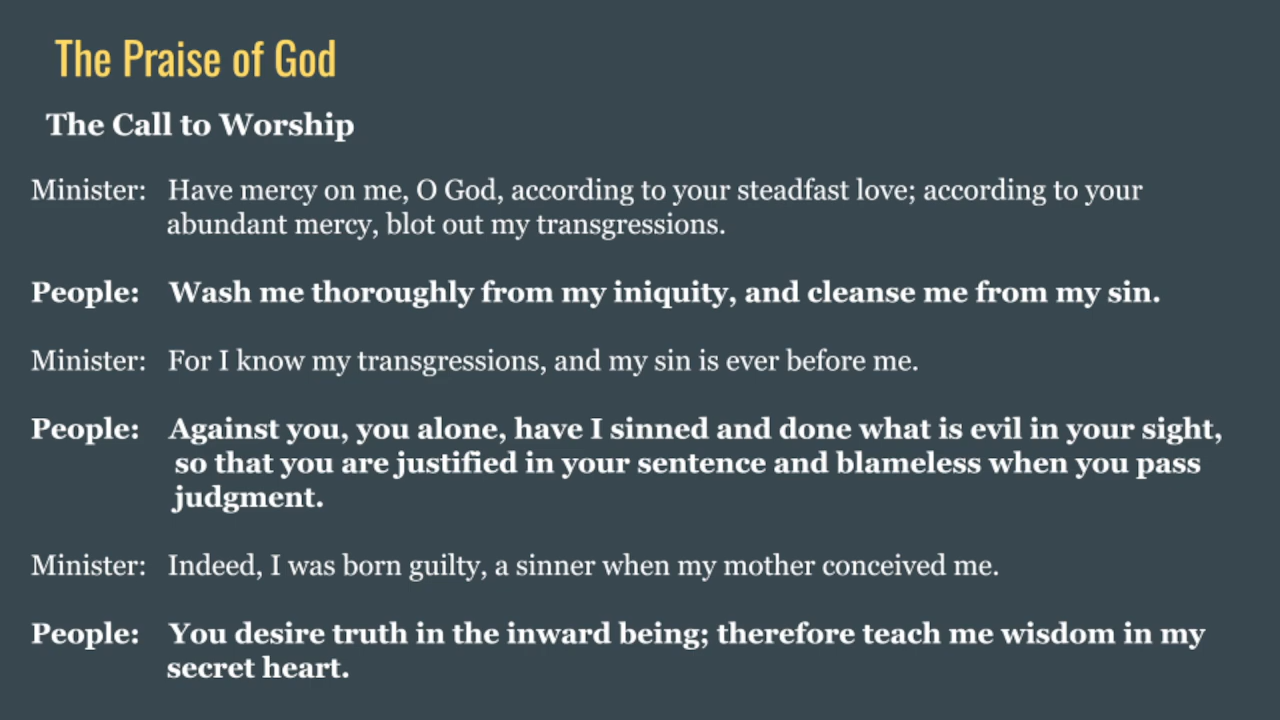 The Praise of God
The Call to Worship
Minister: Have mercy on me, O God, according to your steadfast love; according to your
abundant mercy, blot out my transgressions.
People: Wash me thoroughly from my iniquity, and cleanse me from my sin.
Minister: For I know my transgressions, and my sin is ever before me.
People: Against you, you alone, have I sinned and done what is evil in your sight,
so that you are justified in your sentence and blameless when you pass
judgment.
Minister: Indeed, I was born guilty, a sinner when my mother conceived me.
People: You desire truth in the inward being; therefore teach me wisdom in my
secret heart.